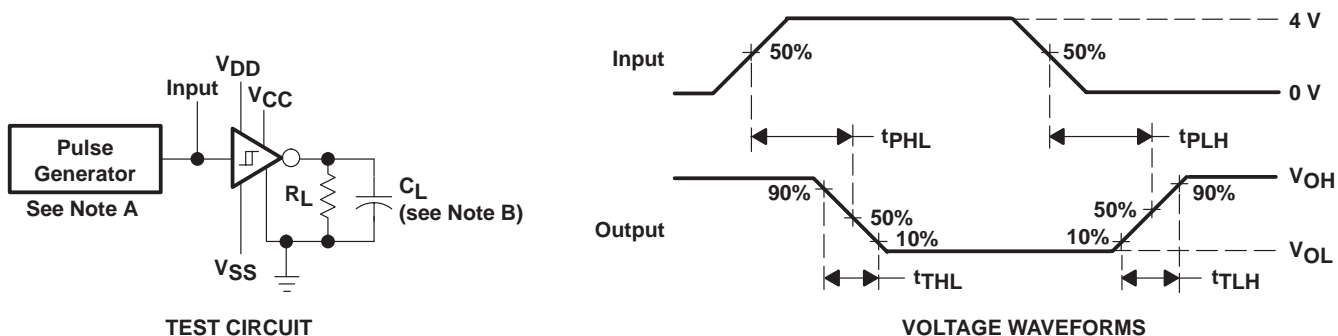 Input
VDD
VCC
Pulse
Generator
See Note A
RL
CL
(see Note B)
VSS
TEST CIRCUIT
Input
50%
50%
4 V
0 V
tPHL
tPLH
Output
90%
50%
10%
10%
50%
90%
VOH
VOL
tTHL
tTLH
VOLTAGE WAVEFORMS